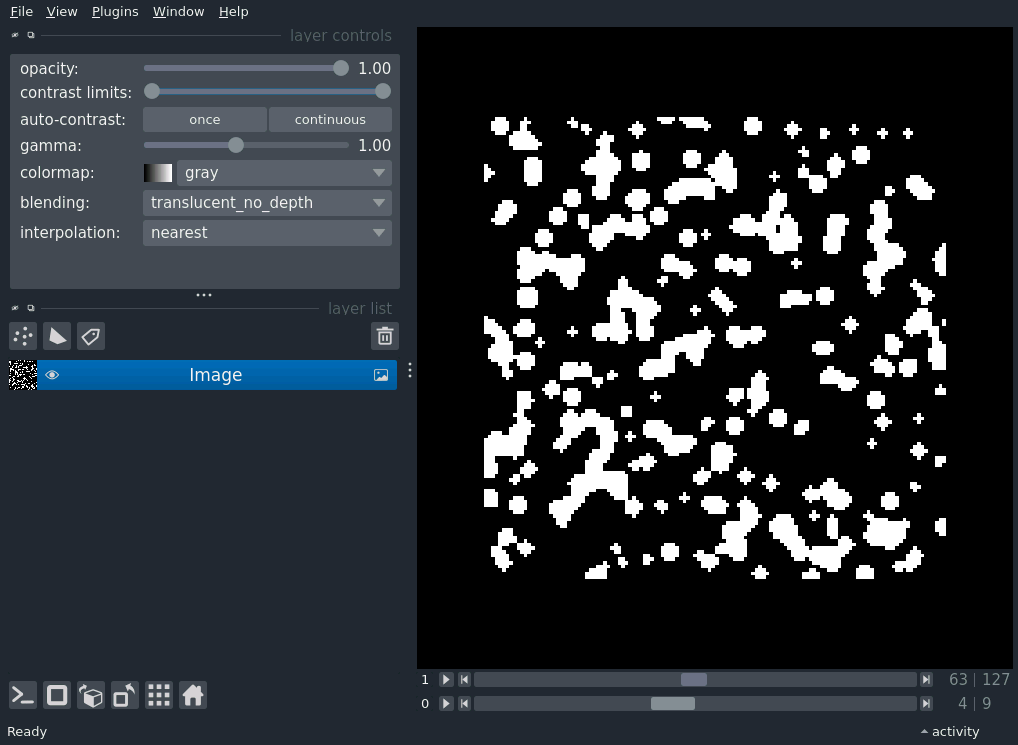 File View Plugins Window Help
layer controls
opacity: 1.00
contrast limits:
auto-contrast: once continuous
gamma: 1.00
colormap: gray
blending: translucent_no_depth
interpolation: nearest
layer list
Image
1 63 | 127
0 4 | 9
Ready activity